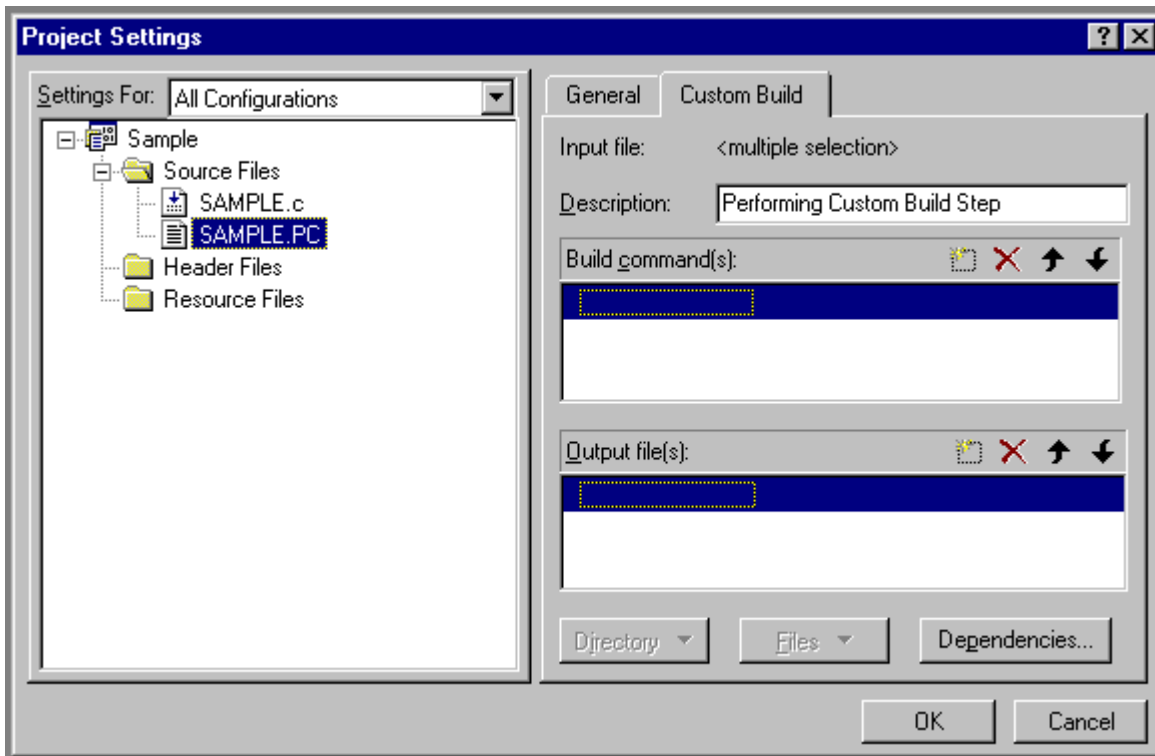 Project Settings
Settings For: All Configurations
Sample
Source Files
SAMPLE.c
SAMPLE.PC
Header Files
Resource Files
General Custom Build
Input file: <multiple selection>
Description: Performing Custom Build Step
Build command(s):
Output file(s):
Directory Files Dependencies...
OK Cancel